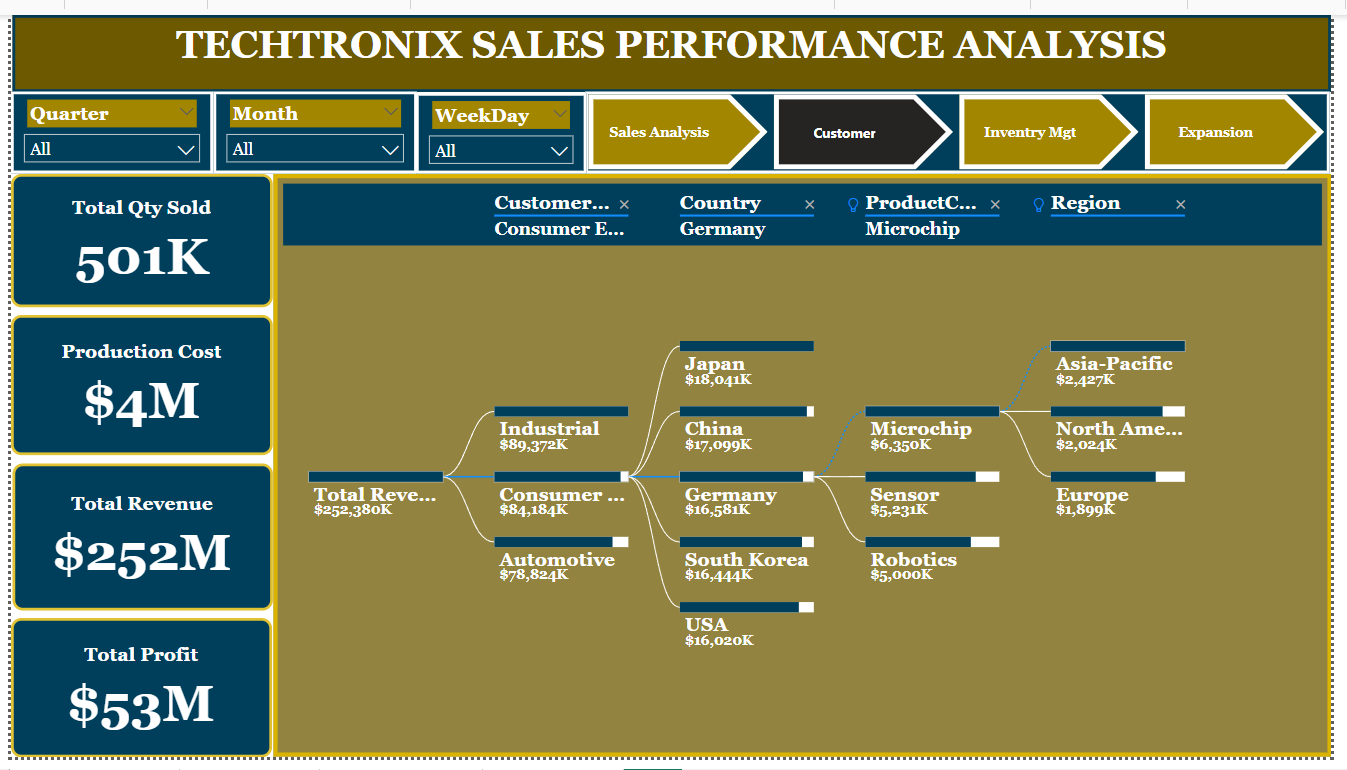 TECHTRONIX SALES PERFORMANCE ANALYSIS
Quarter
All
Month
All
WeekDay
All
Sales Analysis
Customer
Inventry Mgt
Expansion
Total Qty Sold
501K
Production Cost
$4M
Total Revenue
$252M
Total Profit
$53M
Customer... ×
Consumer E...
Country ×
Germany
ProductC... ×
Microchip
Region ×
Total Reve...
$252,380K
Industrial
$89,372K
Consumer ...
$84,184K
Automotive
$78,824K
Japan
$18,041K
China
$17,099K
Germany
$16,581K
South Korea
$16,444K
USA
$16,020K
Microchip
$6,350K
Sensor
$5,231K
Robotics
$5,000K
Asia-Pacific
$2,427K
North Ame...
$2,024K
Europe
$1,899K